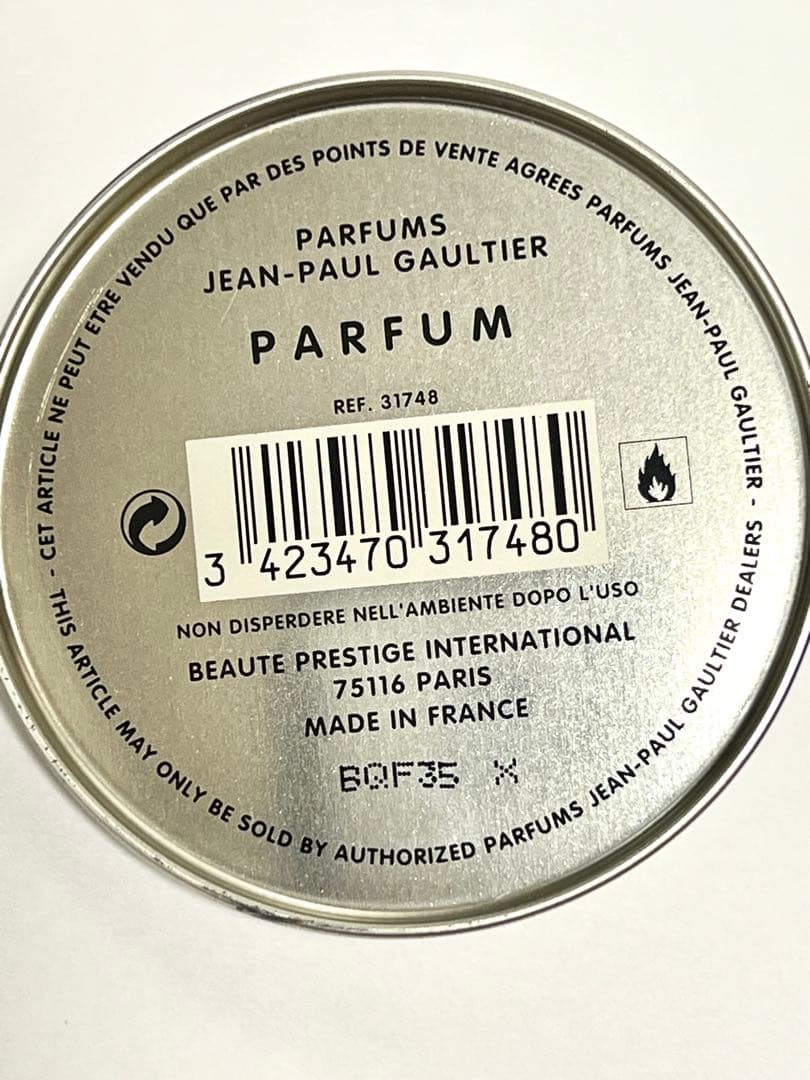 - CET ARTICLE NE PEUT ETRE VENDU QUE PAR DES POINTS DE VENTE AGREES PARFUMS JEAN-PAUL GAULTIER
- THIS ARTICLE MAY ONLY BE SOLD BY AUTHORIZED PARFUMS JEAN-PAUL GAULTIER DEALERS -
PARFUMS
JEAN-PAUL GAULTIER
PARFUM
REF. 31748
3 423470 317480
NON DISPERDERE NELL'AMBIENTE DOPO L'USO
BEAUTE PRESTIGE INTERNATIONAL
75116 PARIS
MADE IN FRANCE
BQF35 X